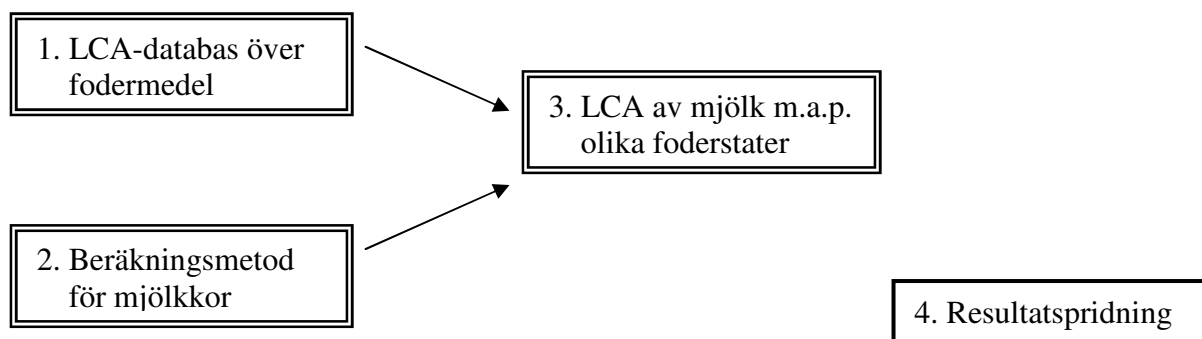 1. LCA-databas över
fodermedel
3. LCA av mjölk m.a.p.
olika foderstater
2. Beräkningsmetod
för mjölkkor
4. Resultatspridning